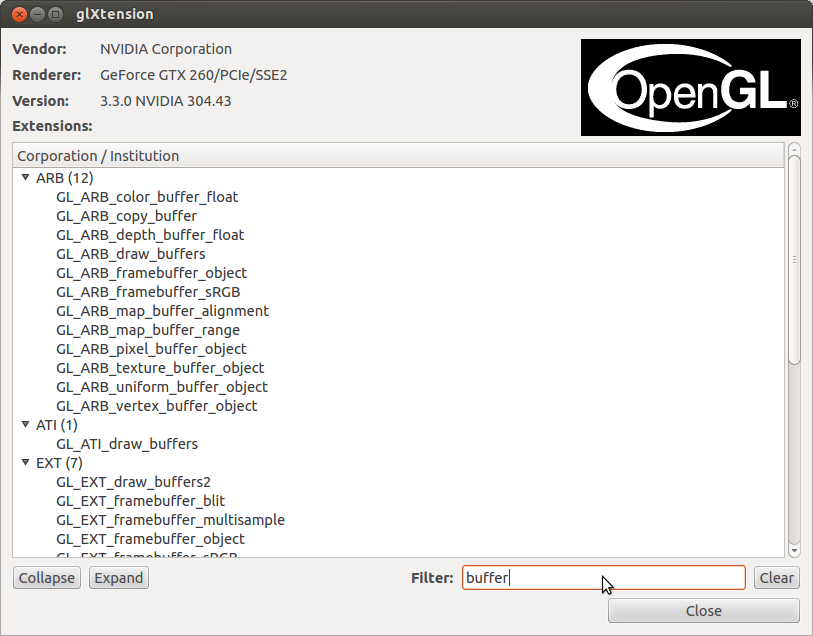 glXtension
Vendor: NVIDIA Corporation
Renderer: GeForce GTX 260/PCIe/SSE2
Version: 3.3.0 NVIDIA 304.43
Extensions:
OpenGL®
Corporation / Institution
ARB (12)
GL_ARB_color_buffer_float
GL_ARB_copy_buffer
GL_ARB_depth_buffer_float
GL_ARB_draw_buffers
GL_ARB_framebuffer_object
GL_ARB_framebuffer_sRGB
GL_ARB_map_buffer_alignment
GL_ARB_map_buffer_range
GL_ARB_pixel_buffer_object
GL_ARB_texture_buffer_object
GL_ARB_uniform_buffer_object
GL_ARB_vertex_buffer_object
ATI (1)
GL_ATI_draw_buffers
EXT (7)
GL_EXT_draw_buffers2
GL_EXT_framebuffer_blit
GL_EXT_framebuffer_multisample
GL_EXT_framebuffer_object
GL_EXT_framebuffer_sRGB
Collapse Expand Filter: buffer Clear
Close